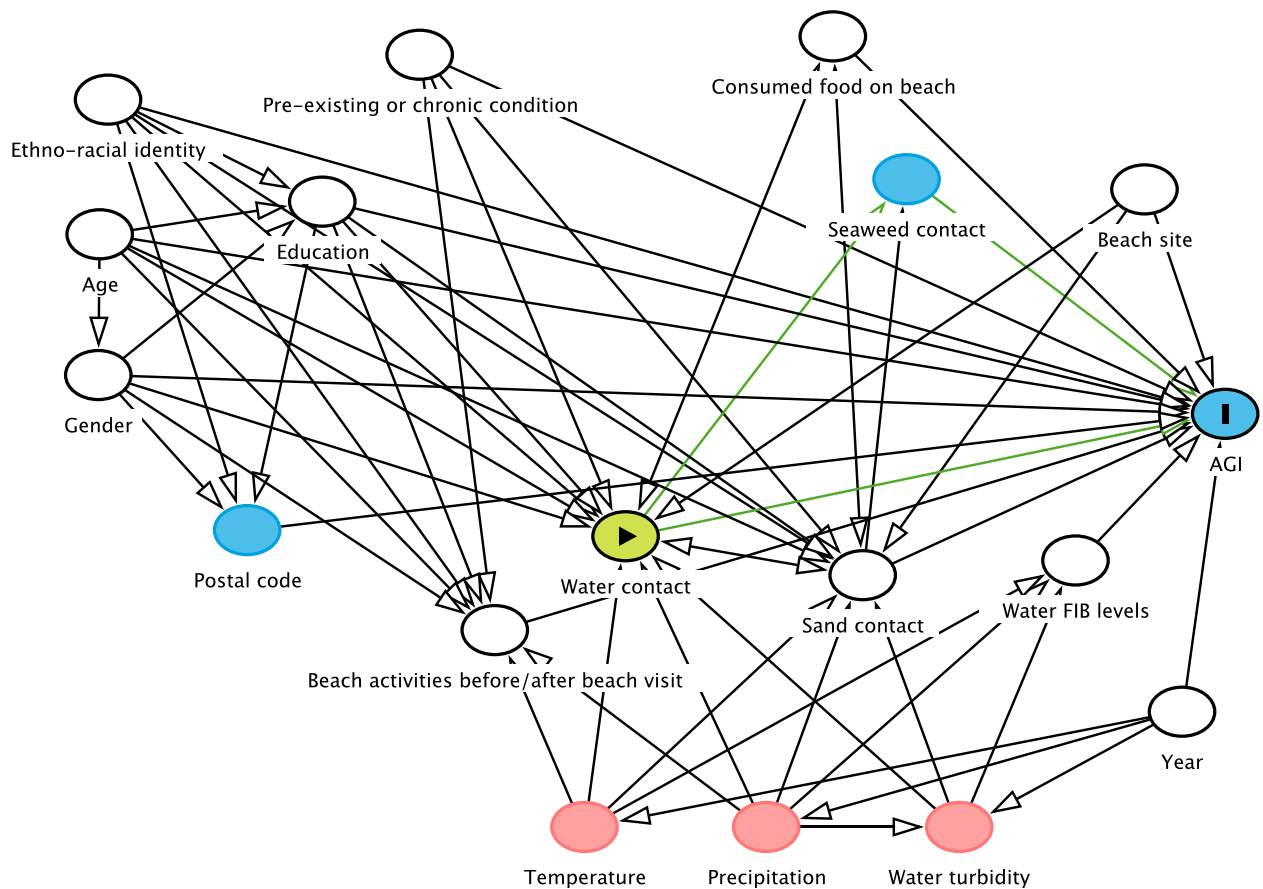 Consumed food on beach
Pre-existing or chronic condition
Ethno-racial identity
Seaweed contact
Beach site
Education
Age
Gender
AGI
Postal code
Water contact
Water FIB levels
Sand contact
Beach activities before/after beach visit
Year
Temperature
Precipitation
Water turbidity